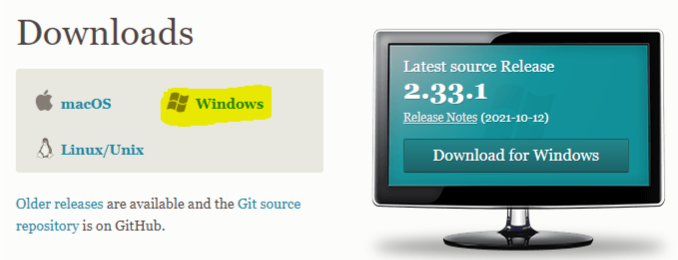 Downloads
macOS
Windows
Linux/Unix
Older releases are available and the Git source
repository is on GitHub.
Latest source Release
2.33.1
Release Notes (2021-10-12)
Download for Windows